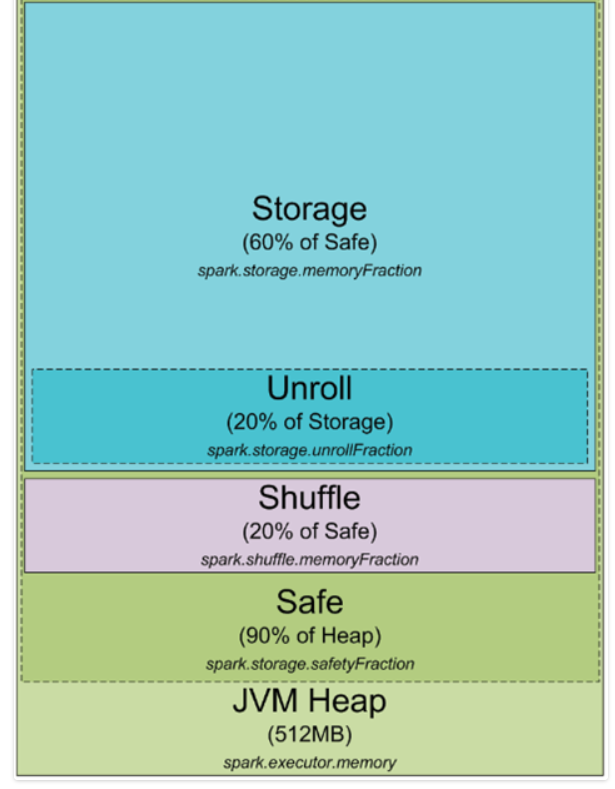 Storage
(60% of Safe)
spark.storage.memoryFraction
Unroll
(20% of Storage)
spark.storage.unrollFraction
Shuffle
(20% of Safe)
spark.shuffle.memoryFraction
Safe
(90% of Heap)
spark.storage.safetyFraction
JVM Heap
(512MB)
spark.executor.memory